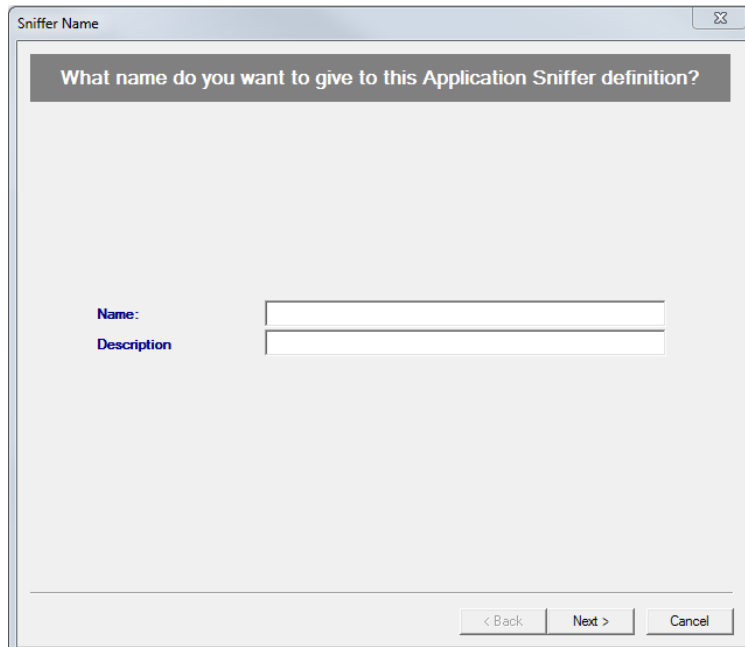 Sniffer Name
What name do you want to give to this Application Sniffer definition?
Name:
Description
< Back Next > Cancel